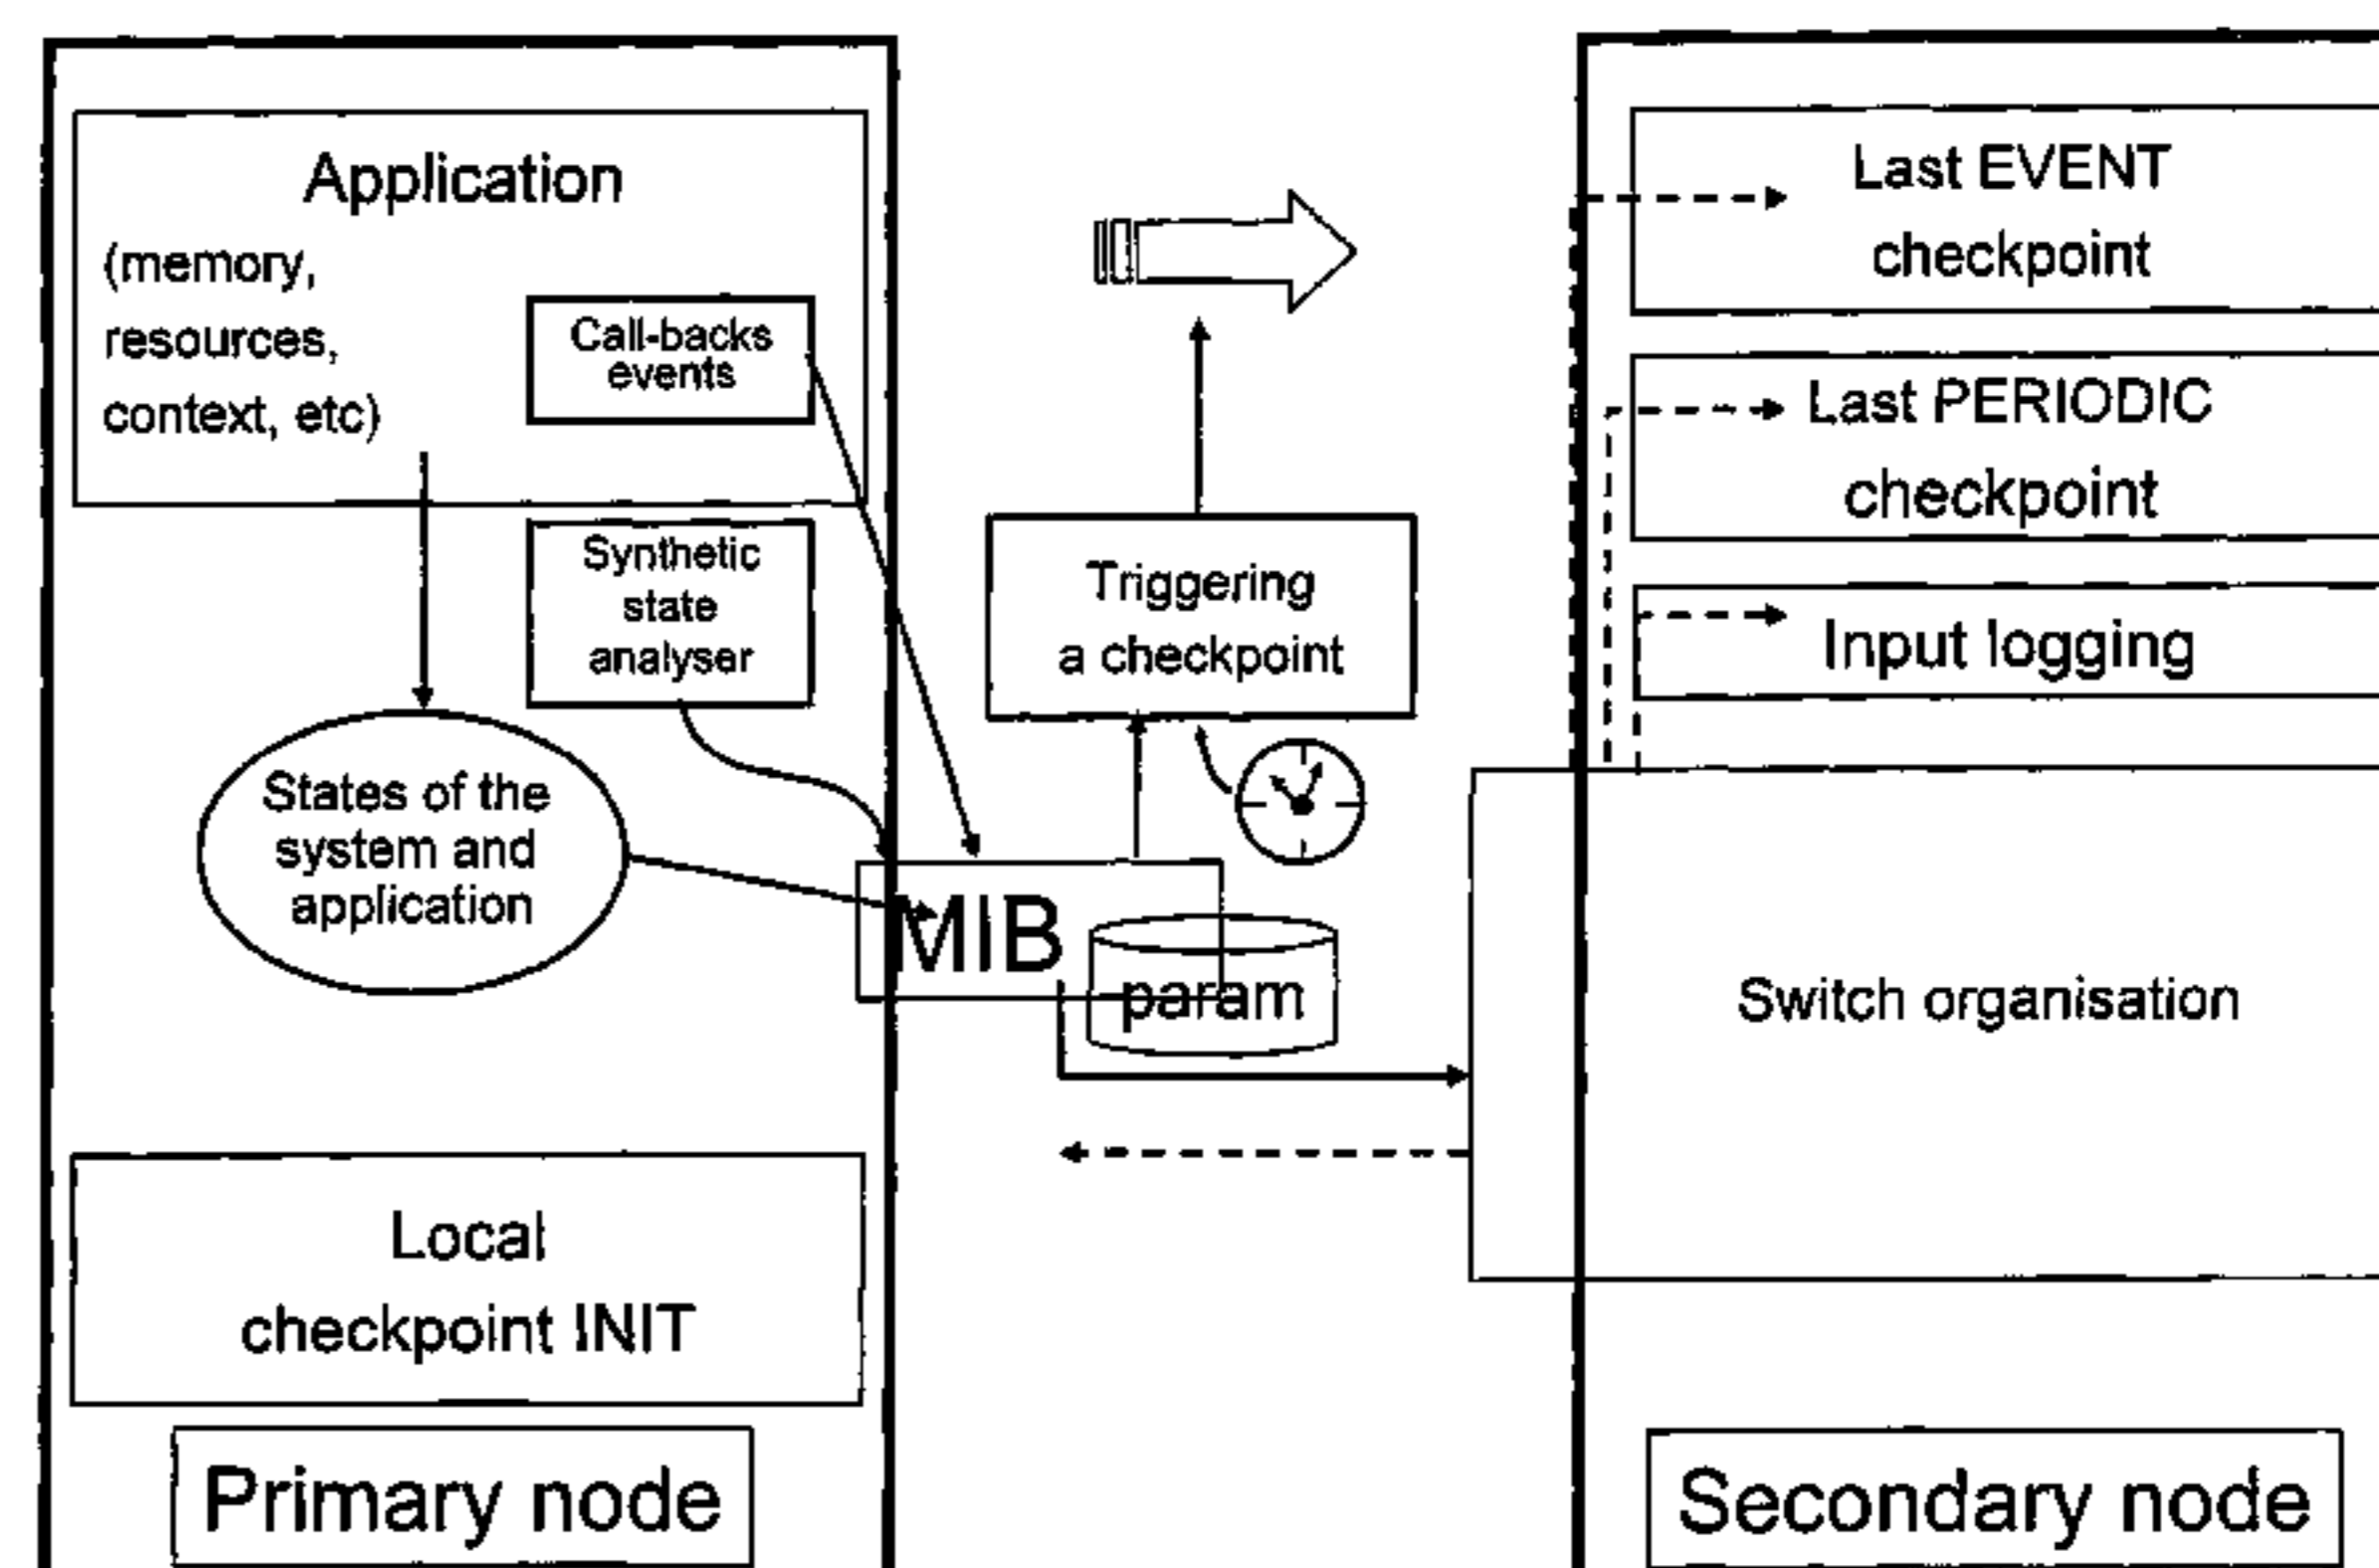 Application
(memory,
resources,
context, etc)
Call-backs
events
Synthetic
state
analyser
States of the
system and
application
MIB
param
Triggering
a checkpoint
Local
checkpoint INIT
Primary node
Last EVENT
checkpoint
Last PERIODIC
checkpoint
Input logging
Switch organisation
Secondary node